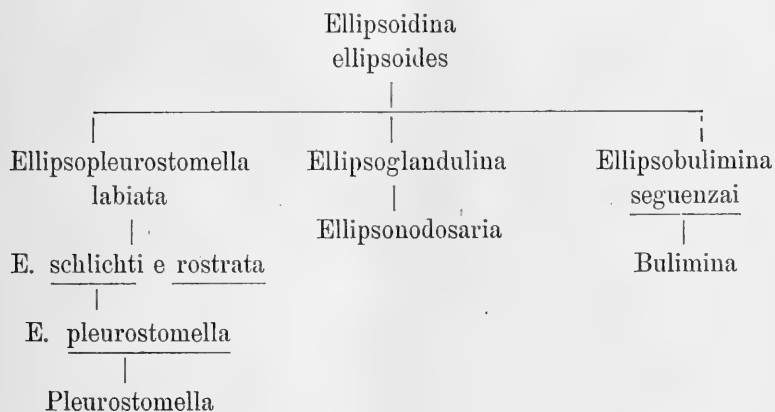 Ellipsoidina
ellipsoides
Ellipsopleurostomella Ellipsoglandulina Ellipsobulimina
labiata seguenzai
Ellipsonodosaria
E. schlichti e rostrata Bulimina
E. pleurostomella
Pleurostomella